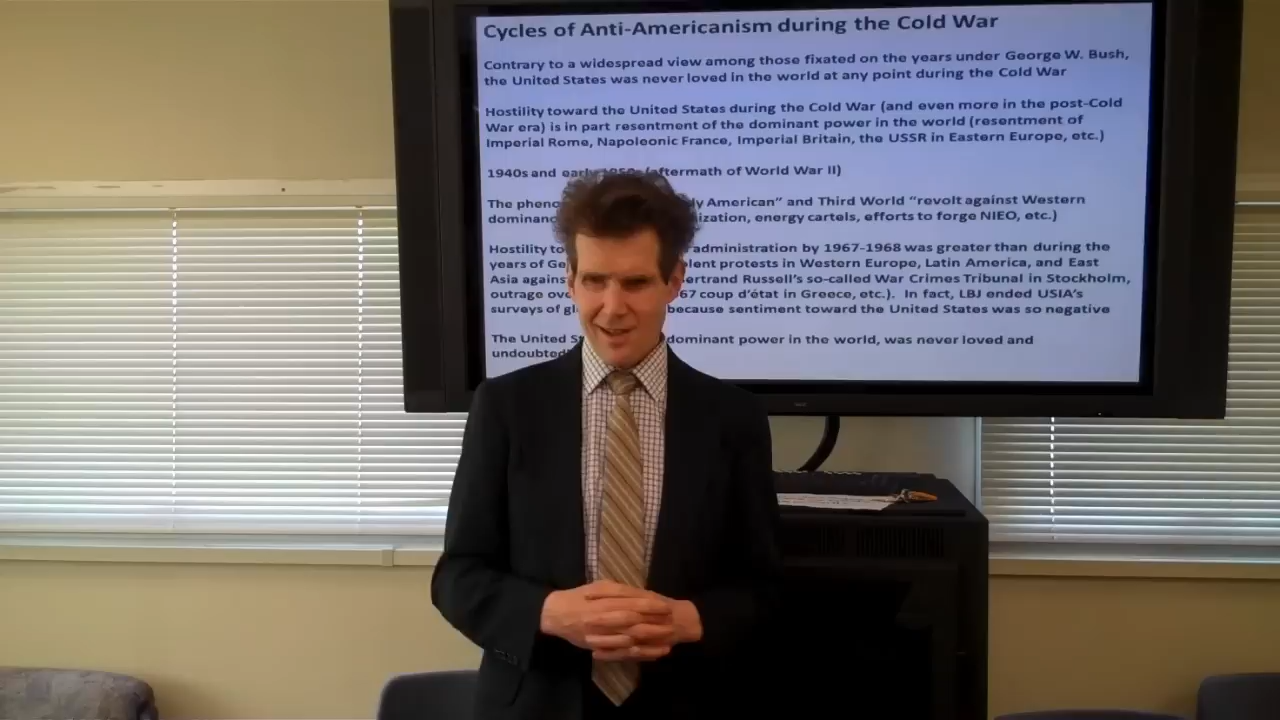 Cycles of Anti-Americanism during the Cold War
Contrary to a widespread view among those fixated on the years under George W. Bush,
the United States was never loved in the world at any point during the Cold War
Hostility toward the United States during the Cold War (and even more in the post-Cold
War era) is in part resentment of the dominant power in the world (resentment of
Imperial Rome, Napoleonic France, Imperial Britain, the USSR in Eastern Europe, etc.)
1940s and early 1950s (aftermath of World War II)
The American" and Third World "revolt against Western
energy cartels, efforts to forge NIEO, etc.)
Hostility administration by 1967-1968 was greater than during the
years of protests in Western Europe, Latin America, and East
Asia Russell's so-called War Crimes Tribunal in Stockholm,
outrage coup d'état in Greece, etc.). In fact, LBJ ended USIA's
surveys of because sentiment toward the United States was so negative
The United dominant power in the world, was never loved and